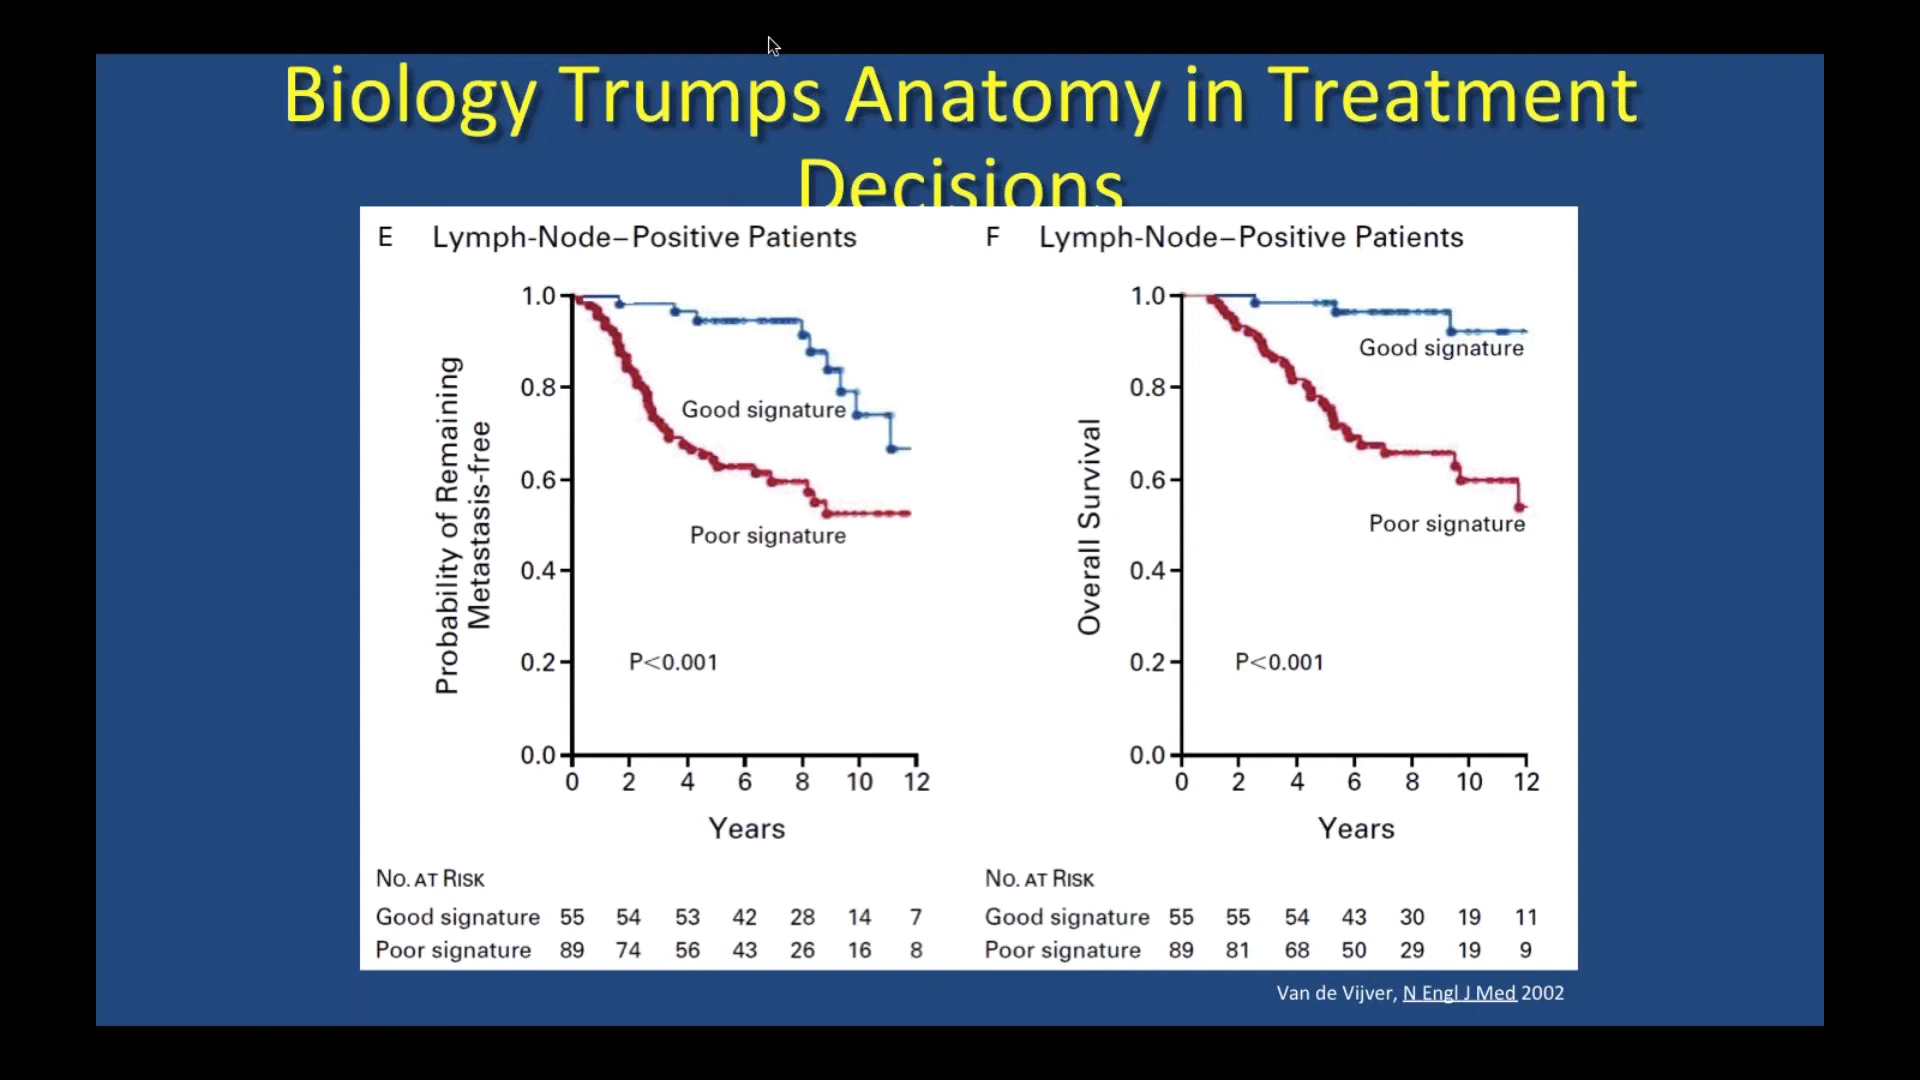 Biology Trumps Anatomy in Treatment
Decisions
E Lymph-Node–Positive Patients
Probability of Remaining
Metastasis-free
1.0
0.8
0.6
0.4
0.2
0.0
Good signature
Poor signature
P<0.001
0 2 4 6 8 10 12
Years
No. at Risk
Good signature 55 54 53 42 28 14 7
Poor signature 89 74 56 43 26 16 8
F Lymph-Node–Positive Patients
Overall Survival
1.0
0.8
0.6
0.4
0.2
0.0
Good signature
Poor signature
P<0.001
0 2 4 6 8 10 12
Years
No. at Risk
Good signature 55 55 54 43 30 19 11
Poor signature 89 81 68 50 29 19 9
Van de Vijver, N Engl J Med 2002